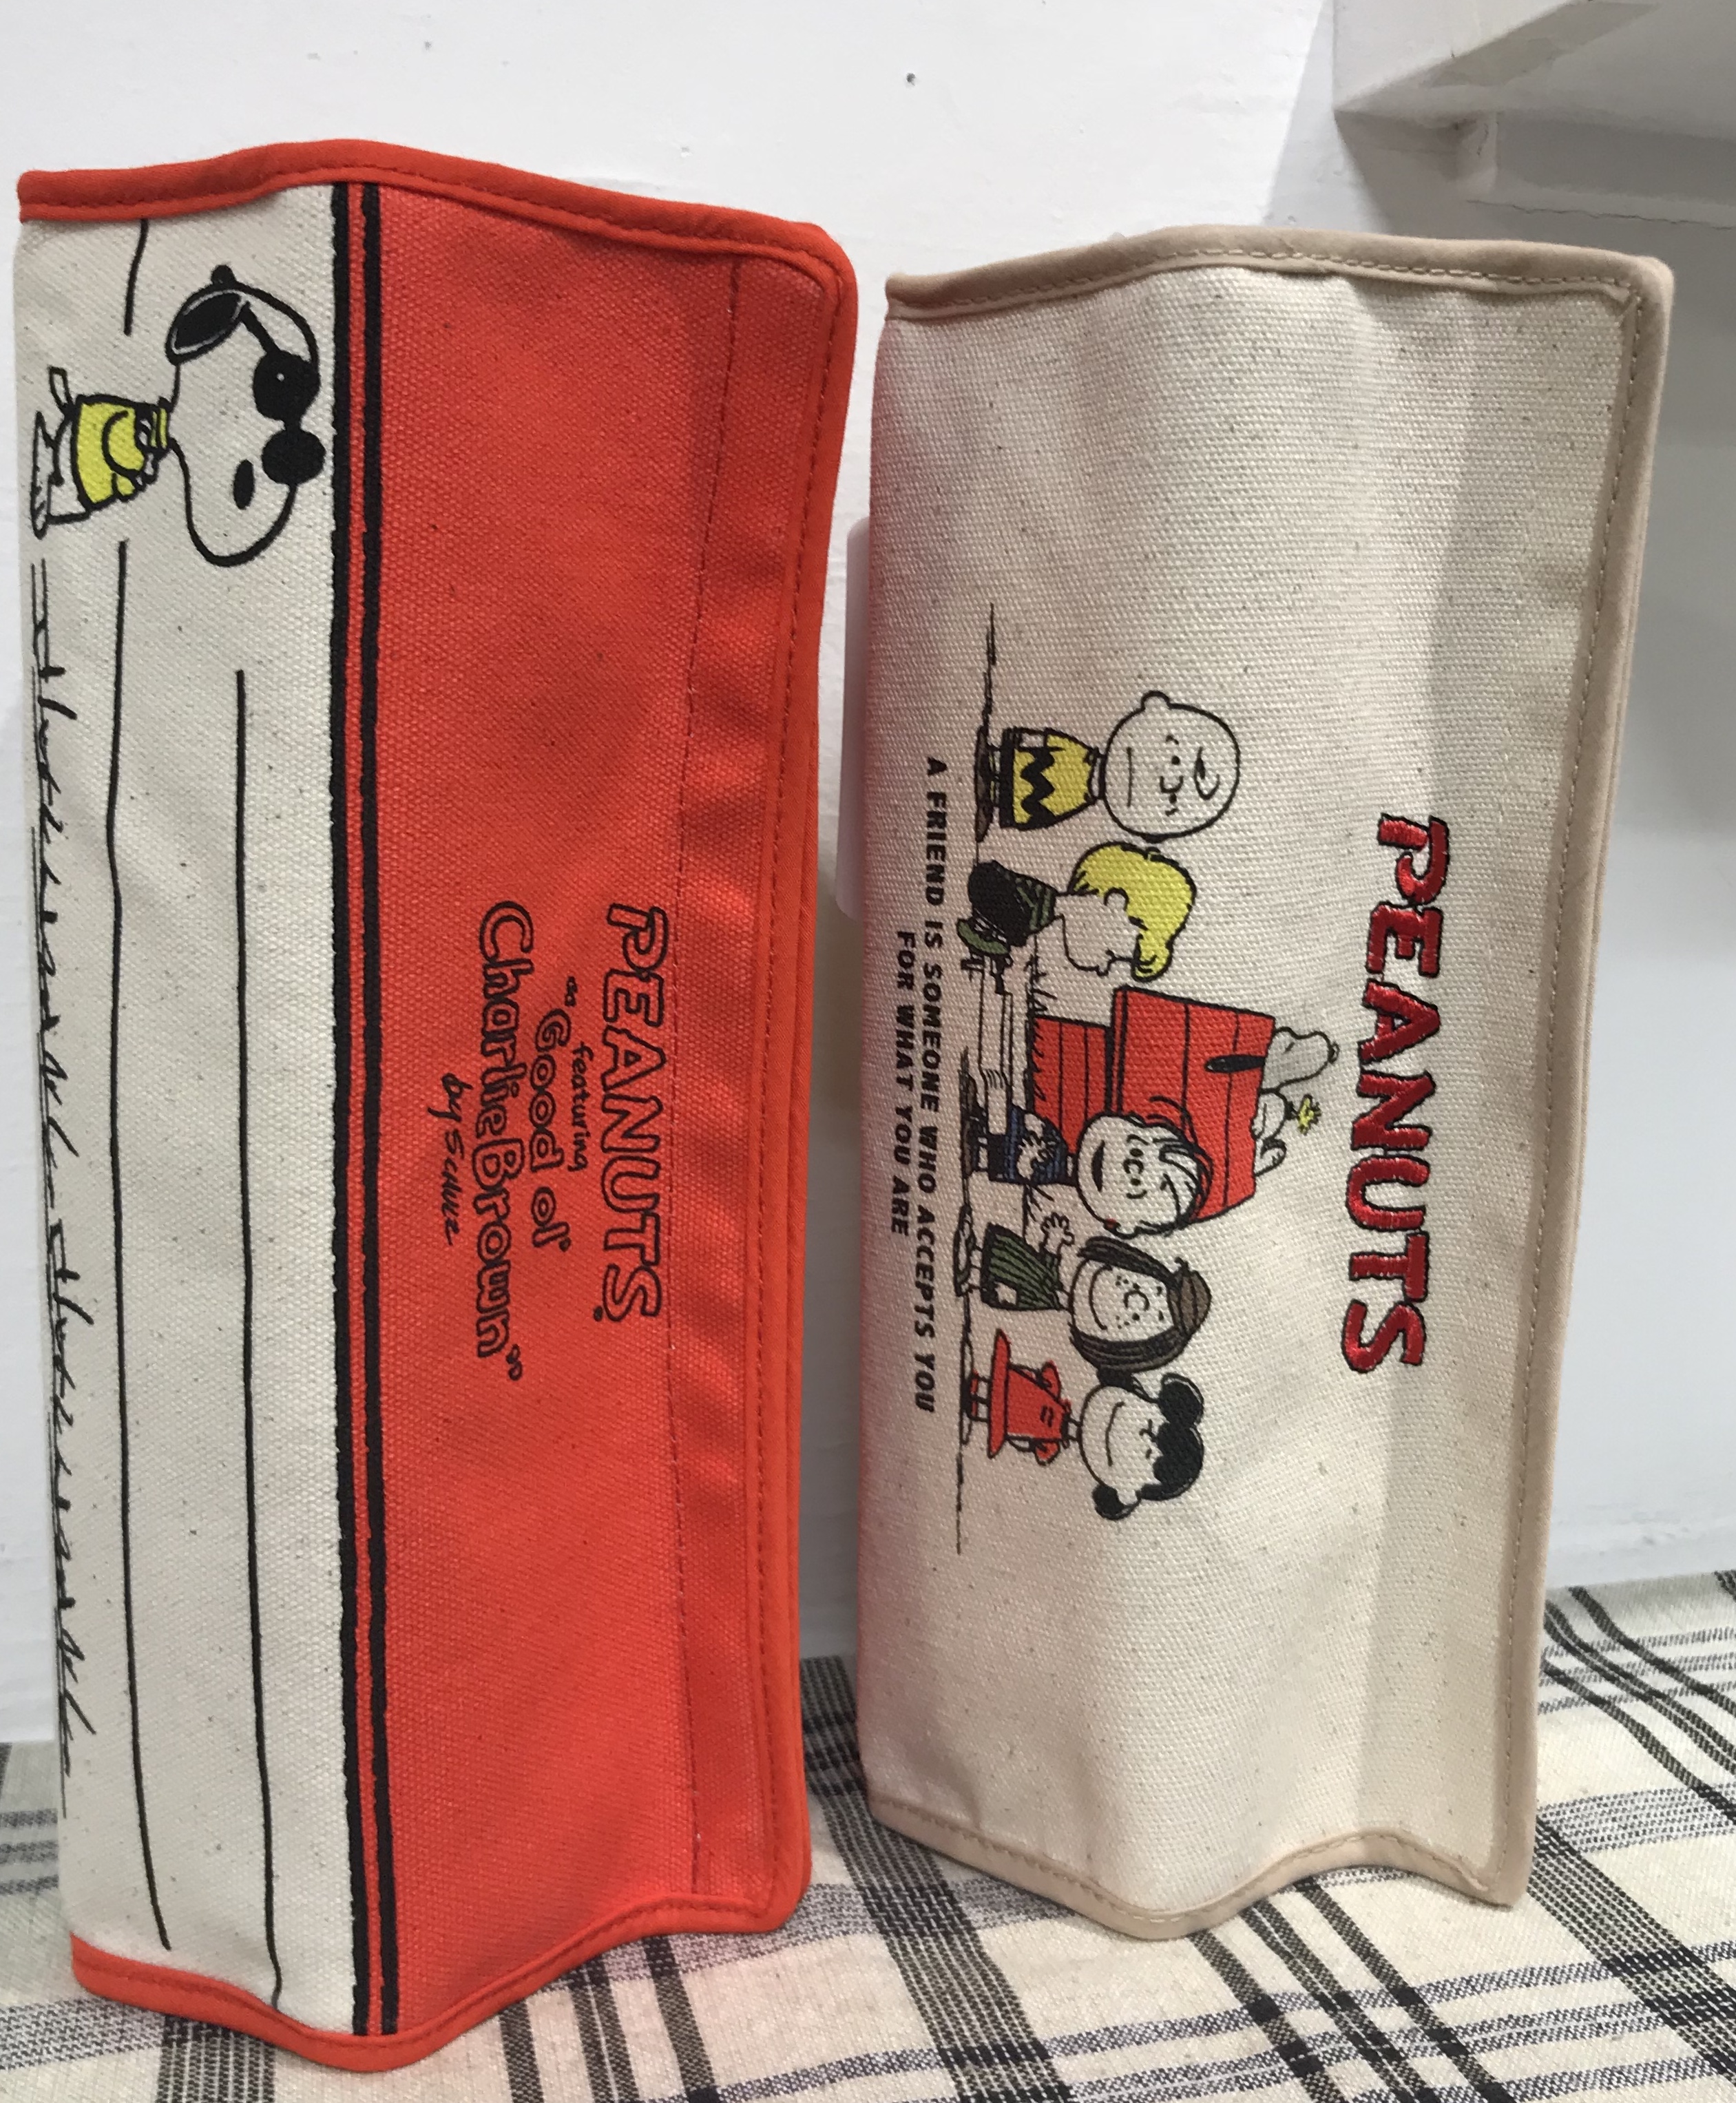 PEANUTS
featuring
"Good ol'
CharlieBrown"
by SCHULZ
PEANUTS
A FRIEND IS SOMEONE WHO ACCEPTS YOU
FOR WHAT YOU ARE